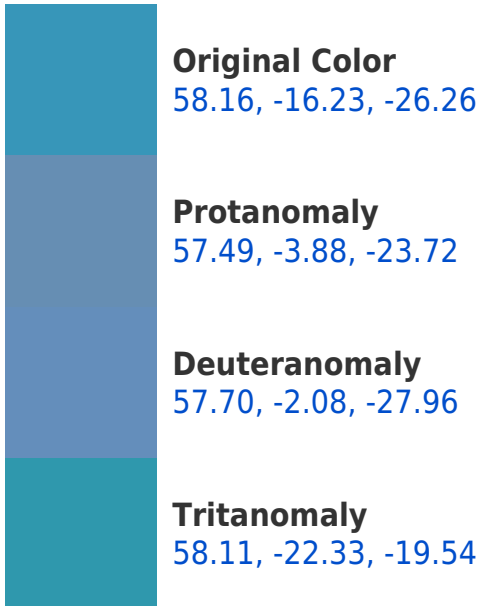 Original Color
58.16, -16.23, -26.26
Protanomaly
57.49, -3.88, -23.72
Deuteranomaly
57.70, -2.08, -27.96
Tritanomaly
58.11, -22.33, -19.54